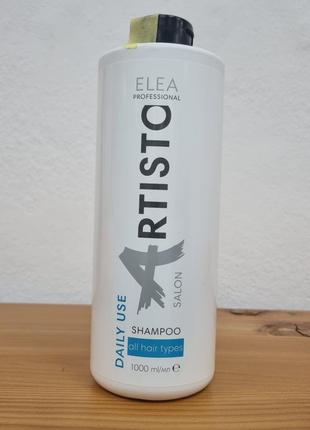 ELEA
PROFESSIONAL
ARTISTO
SALON
DAILY USE
SHAMPOO
all hair types
1000 ml/мл ℮